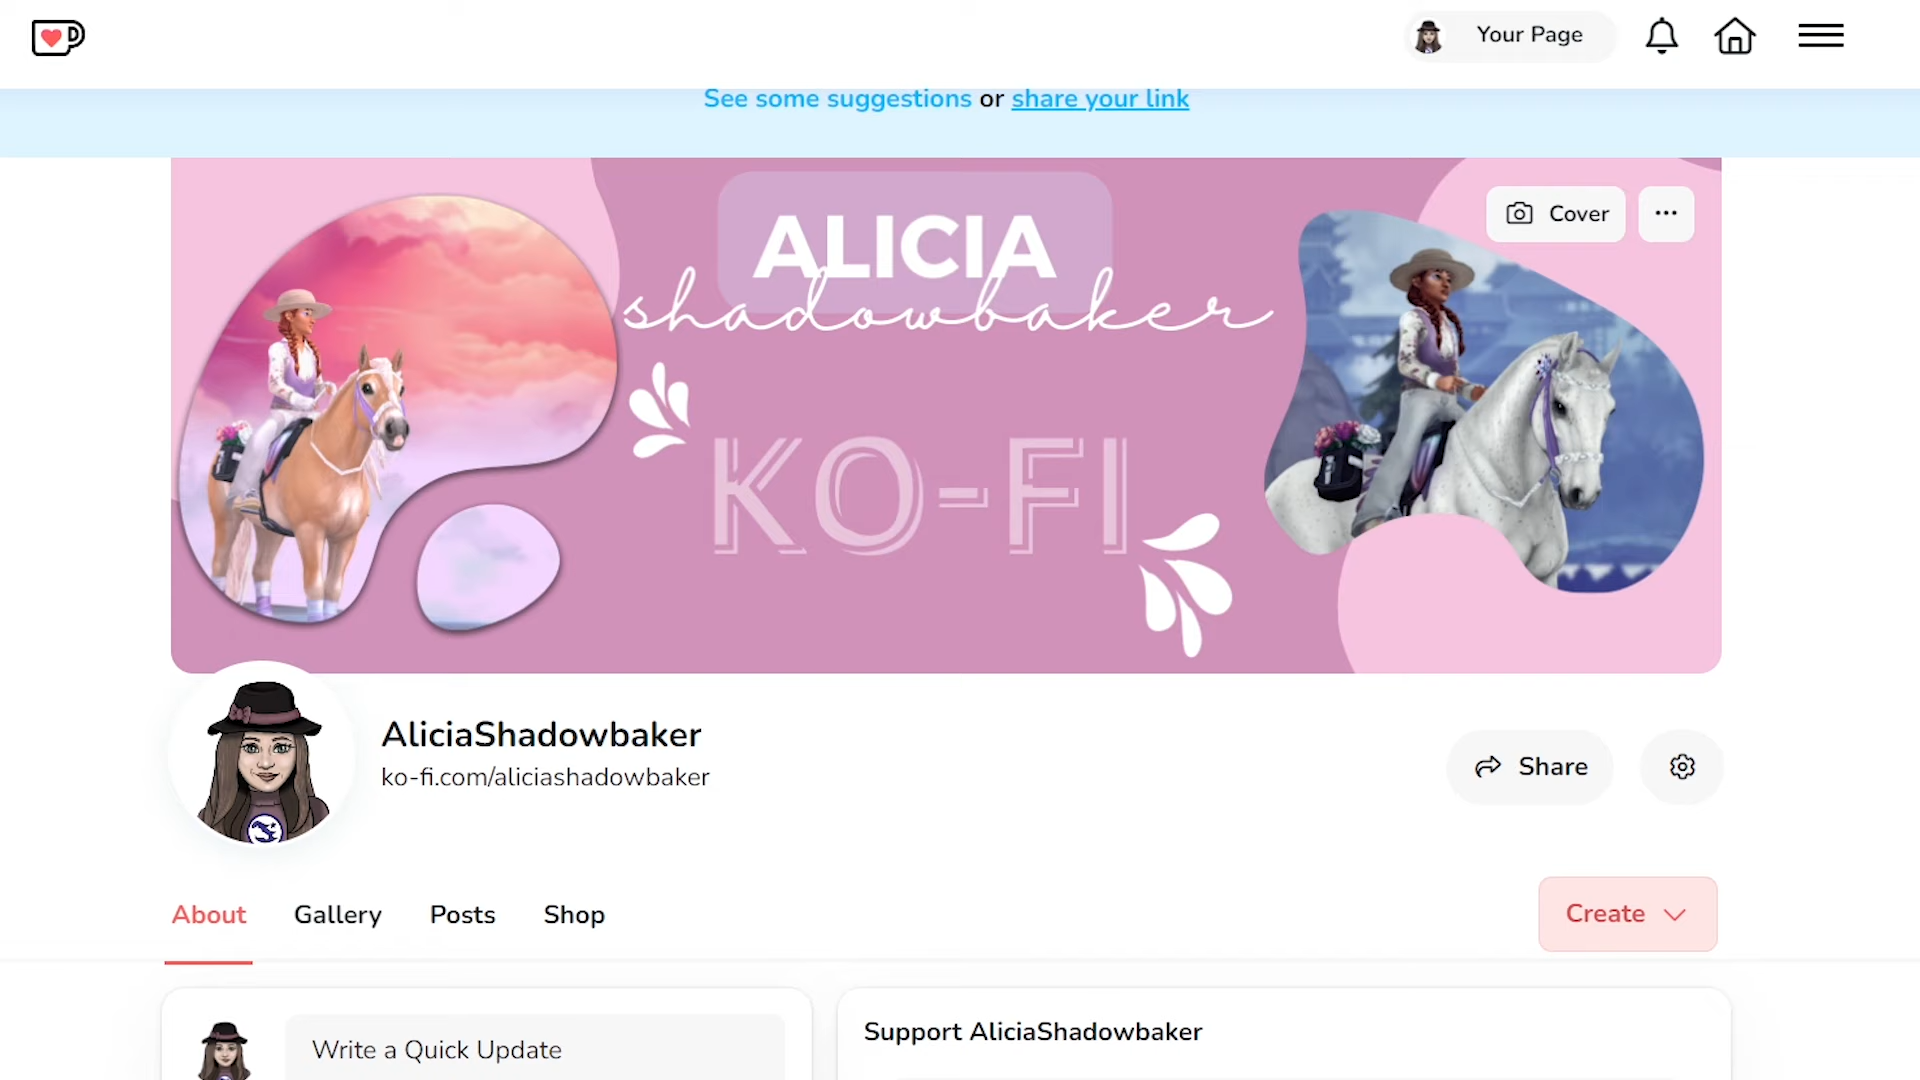 Your Page
See some suggestions or share your link
Cover
ALICIA
shadowbaker
KO-FI
AliciaShadowbaker
ko-fi.com/aliciashadowbaker
Share
About Gallery Posts Shop
Create
Write a Quick Update
Support AliciaShadowbaker